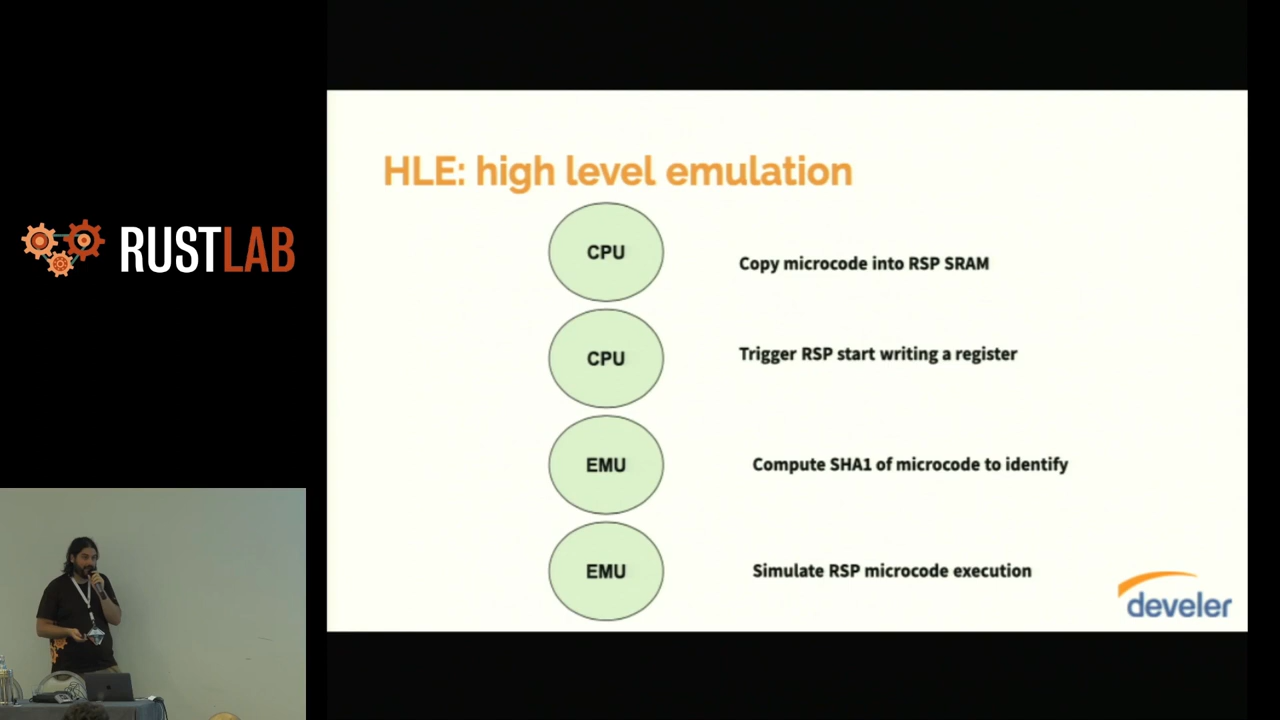 RUSTLAB
HLE: high level emulation
CPU
Copy microcode into RSP SRAM
CPU
Trigger RSP start writing a register
EMU
Compute SHA1 of microcode to identify
EMU
Simulate RSP microcode execution
develer